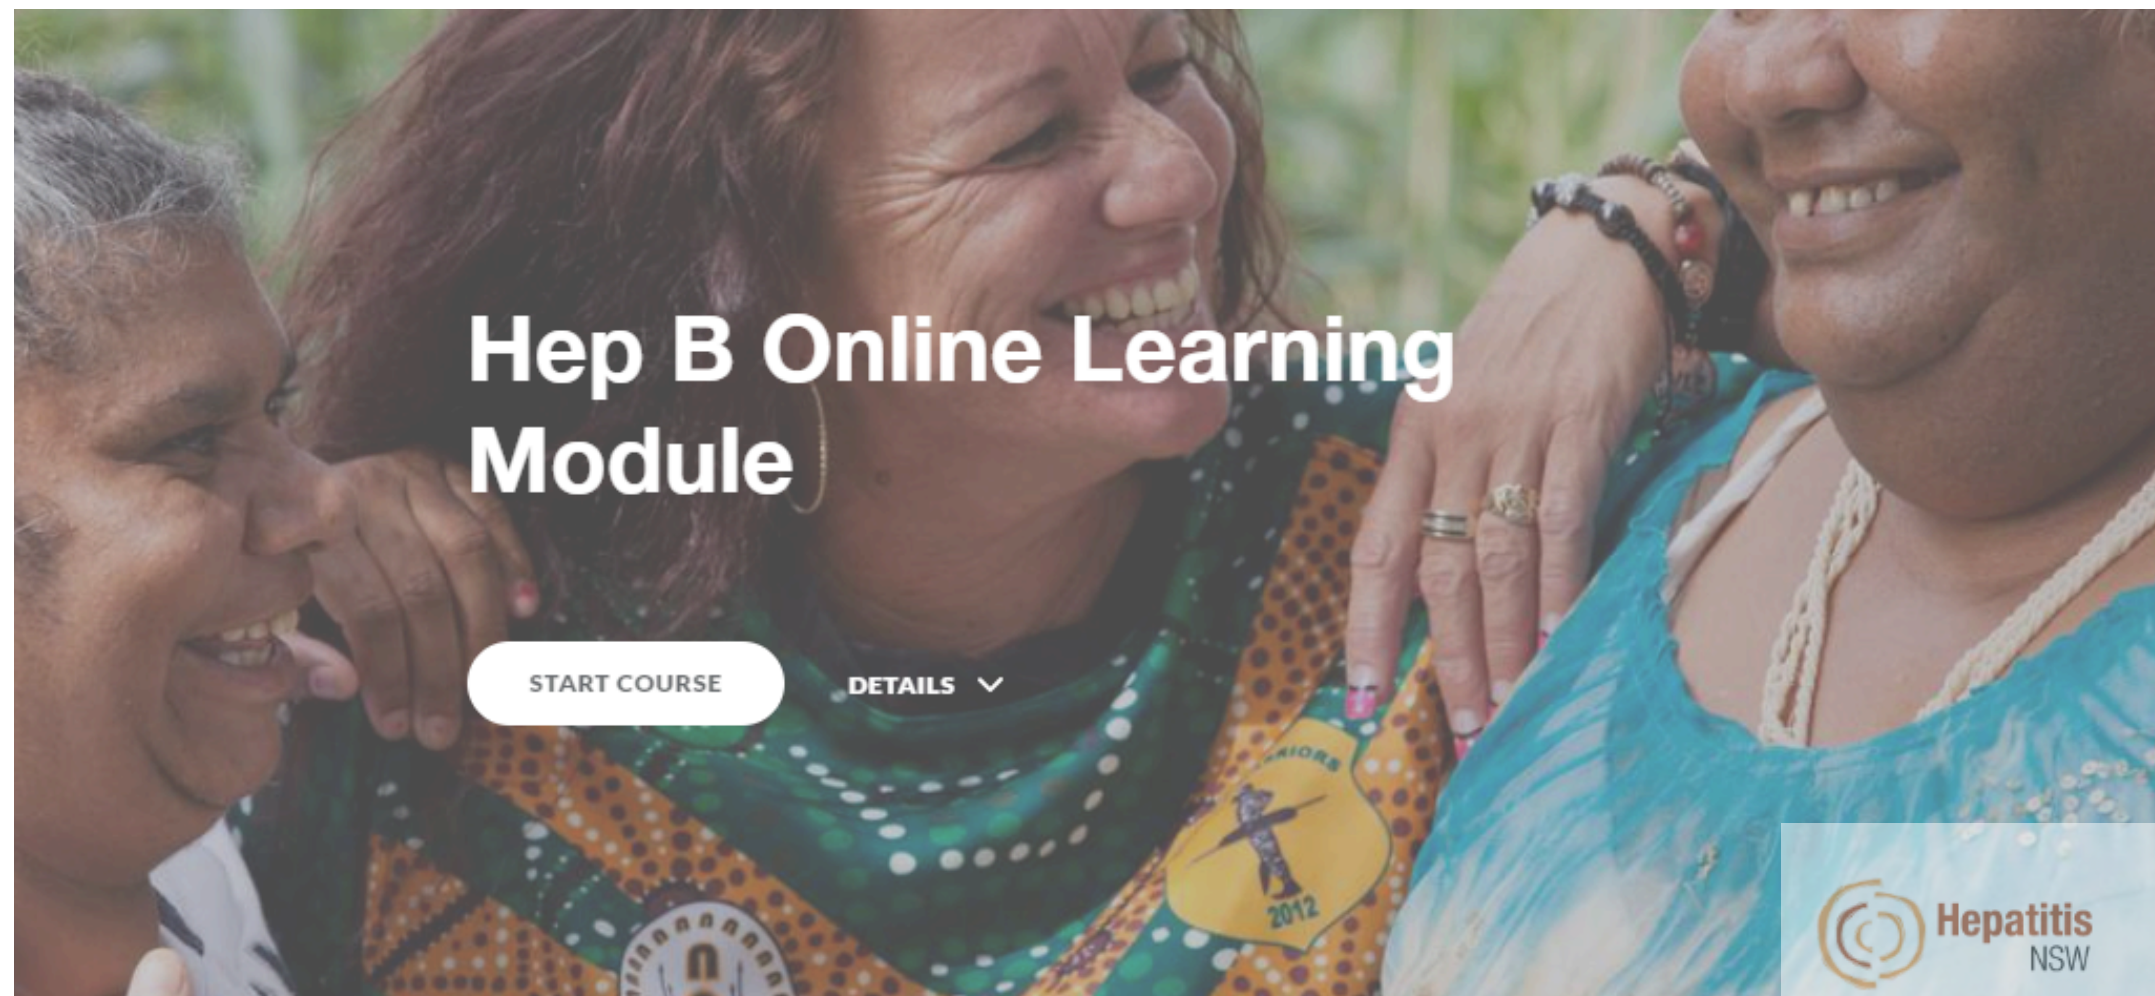 Hep B Online Learning
Module
START COURSE
DETAILS
2012
Hepatitis
NSW